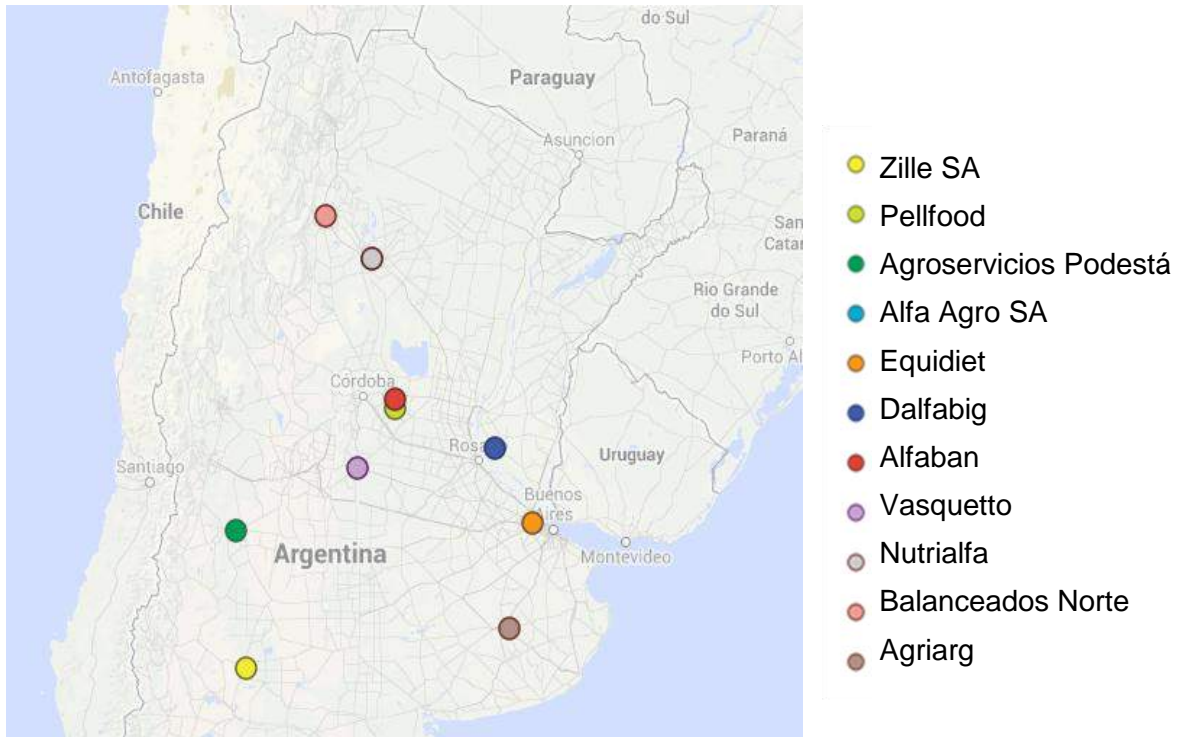 do Sul
Antofagasta
Paraguay
Asuncion
Paraná
Chile
San
Catar
Rio Grande
do Sul
Porto Al
Córdoba
Rosa
Uruguay
Santiago
Buenos
Aires
Argentina
Montevideo
Zille SA
Pellfood
Agroservicios Podestá
Alfa Agro SA
Equidiet
Dalfabig
Alfaban
Vasquetto
Nutrialfa
Balanceados Norte
Agriarg